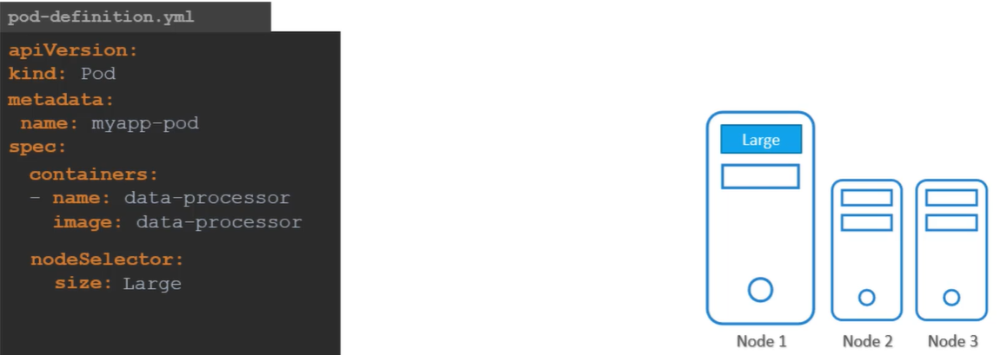 pod-definition.yml
apiVersion:
kind: Pod
metadata:
name: myapp-pod
spec:
containers:
- name: data-processor
image: data-processor
nodeSelector:
size: Large
Large
Node 1
Node 2
Node 3